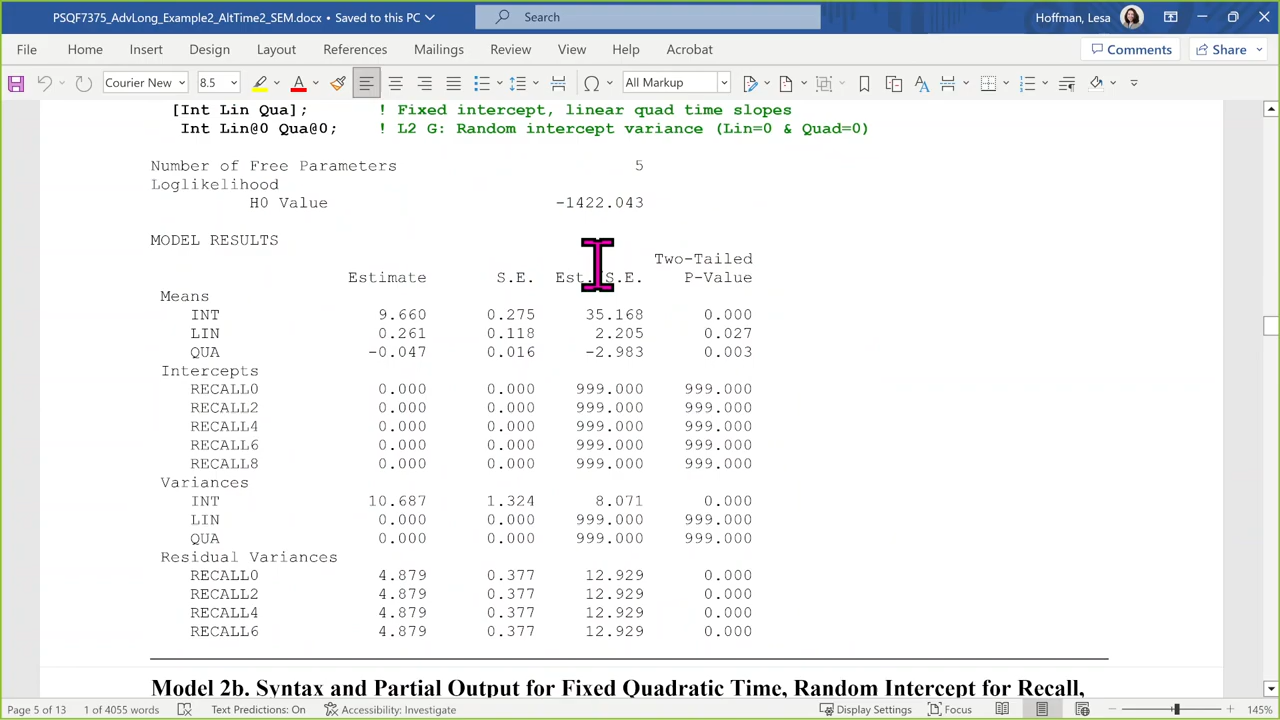 PSQF7375_AdvLong_Example2_AltTime2_SEM.docx • Saved to this PC
Search
Hoffman, Lesa
File Home Insert Design Layout References Mailings Review View Help Acrobat
Comments Share
Courier New 8.5 All Markup
[Int Lin Qua]; ! Fixed intercept, linear quad time slopes
Int Lin@0 Qua@0; ! L2 G: Random intercept variance (Lin=0 & Quad=0)
Number of Free Parameters 5
Loglikelihood
H0 Value -1422.043
MODEL RESULTS
Two-Tailed
Estimate S.E. Est./S.E. P-Value
Means
INT 9.660 0.275 35.168 0.000
LIN 0.261 0.118 2.205 0.027
QUA -0.047 0.016 -2.983 0.003
Intercepts
RECALL0 0.000 0.000 999.000 999.000
RECALL2 0.000 0.000 999.000 999.000
RECALL4 0.000 0.000 999.000 999.000
RECALL6 0.000 0.000 999.000 999.000
RECALL8 0.000 0.000 999.000 999.000
Variances
INT 10.687 1.324 8.071 0.000
LIN 0.000 0.000 999.000 999.000
QUA 0.000 0.000 999.000 999.000
Residual Variances
RECALL0 4.879 0.377 12.929 0.000
RECALL2 4.879 0.377 12.929 0.000
RECALL4 4.879 0.377 12.929 0.000
RECALL6 4.879 0.377 12.929 0.000
Model 2b. Syntax and Partial Output for Fixed Quadratic Time, Random Intercept for Recall,
Page 5 of 13 1 of 4055 words Text Predictions: On Accessibility: Investigate Display Settings Focus 145%